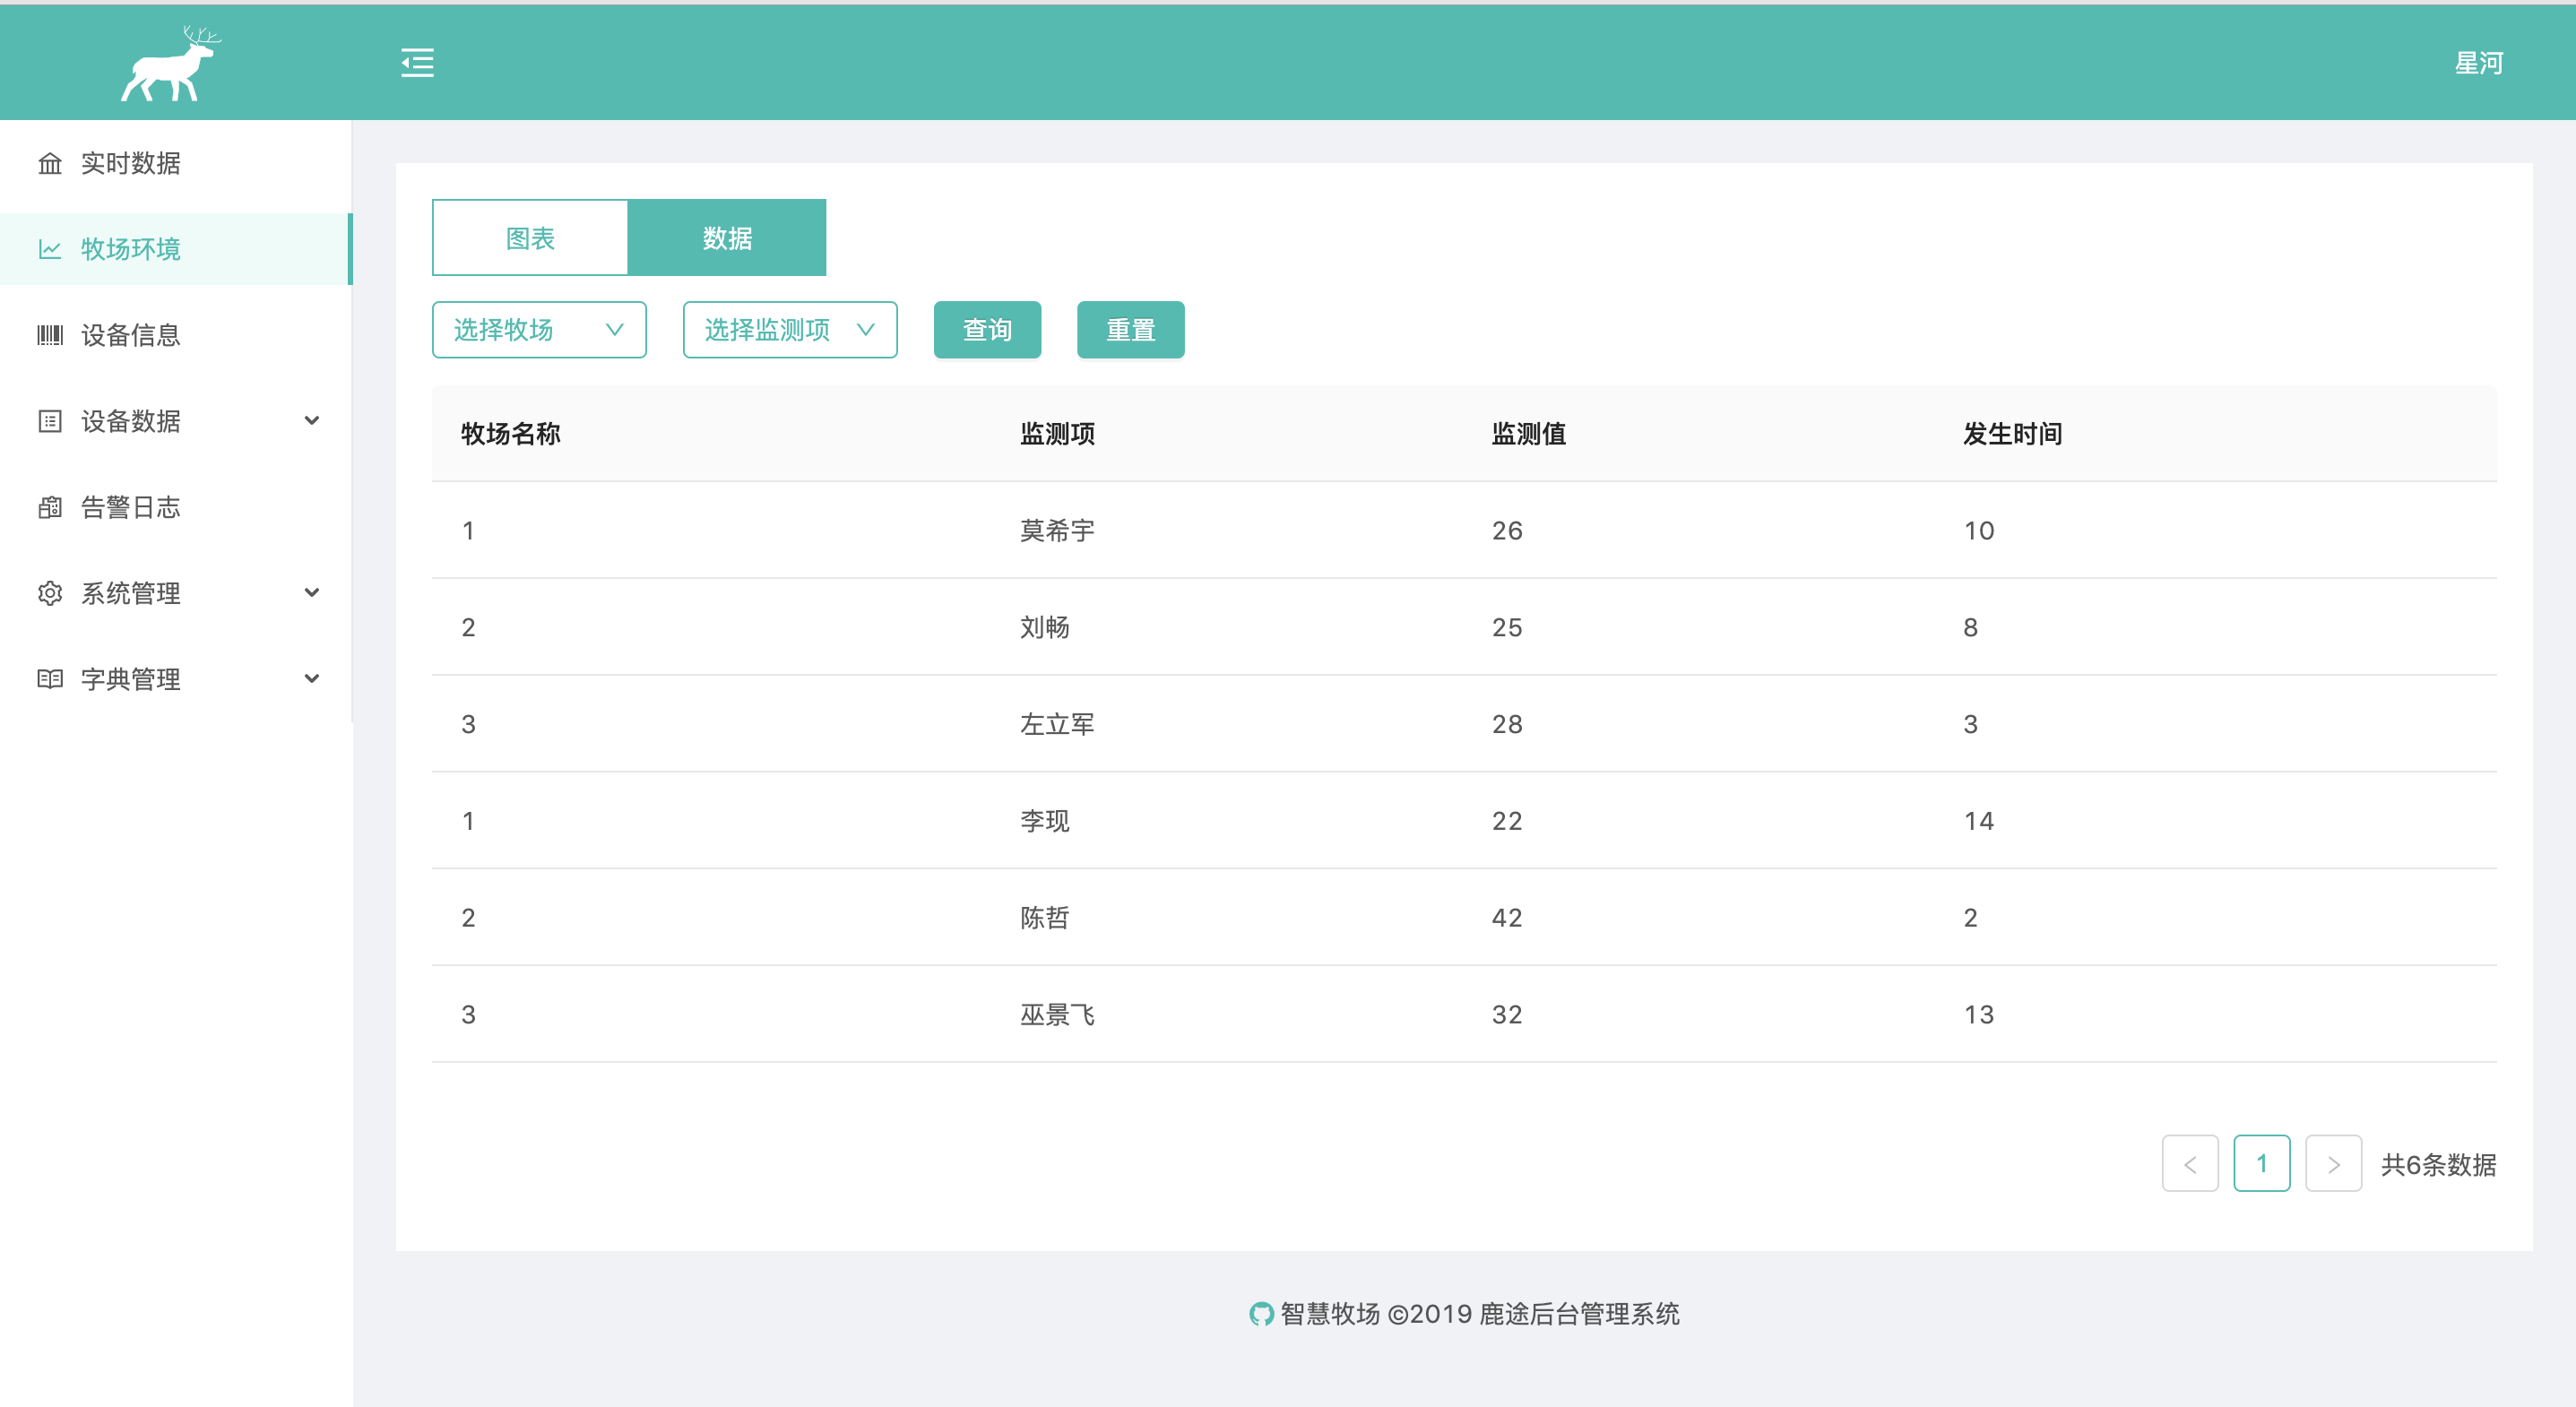 星河
实时数据
牧场环境
设备信息
设备数据
告警日志
系统管理
字典管理
图表 数据
选择牧场 选择监测项 查询 重置
牧场名称 监测项 监测值 发生时间
1 莫希宇 26 10
2 刘畅 25 8
3 左立军 28 3
1 李现 22 14
2 陈哲 42 2
3 巫景飞 32 13
< 1 > 共6条数据
智慧牧场 ©2019 鹿途后台管理系统